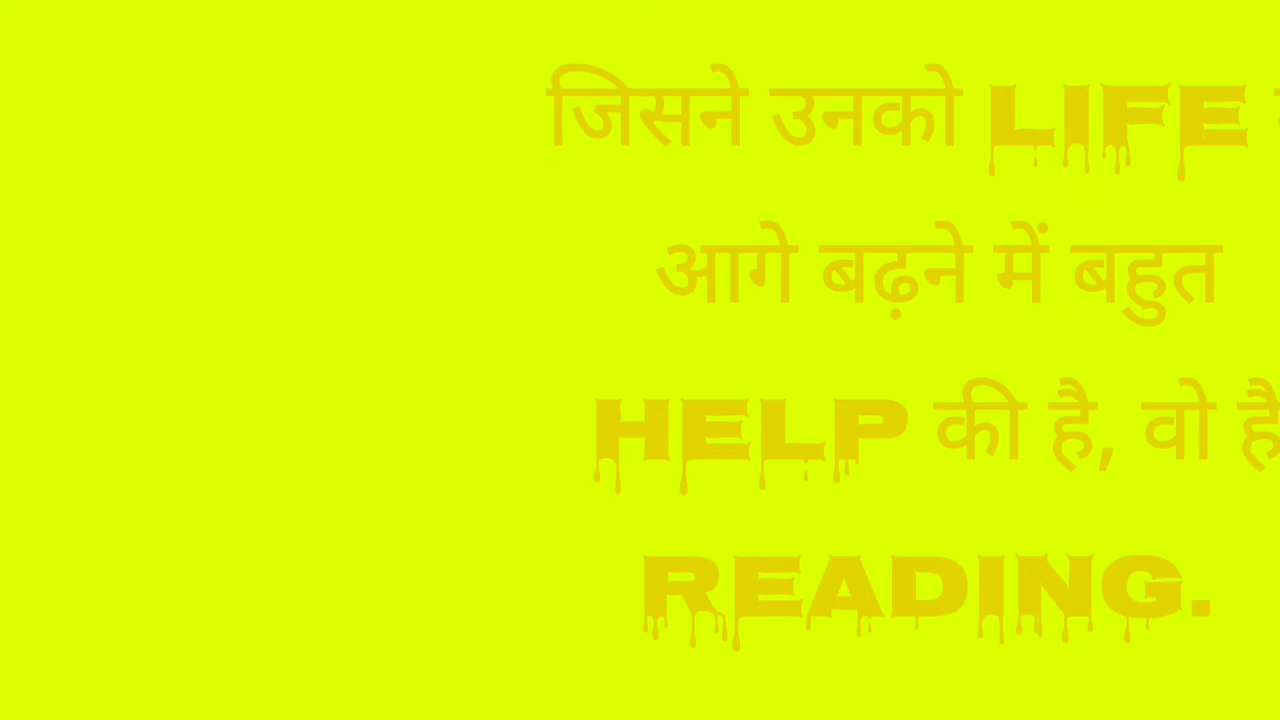 जिसने उनको LIFE
आगे बढ़ने में बहुत
HELP की है, वो है
READING.